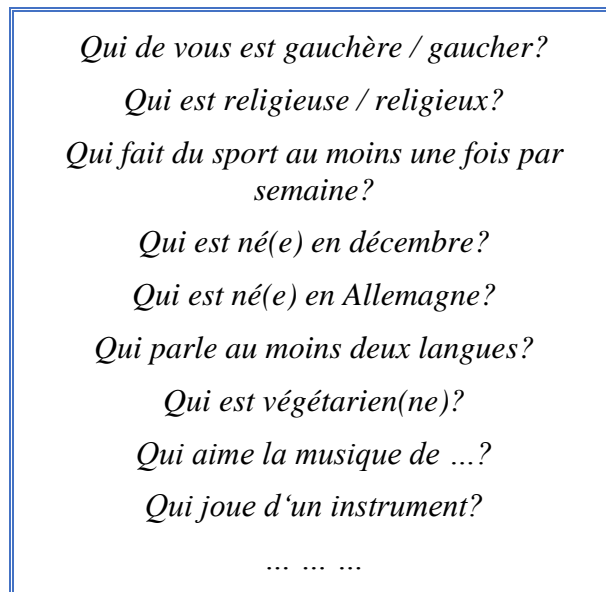 Qui de vous est gauchère / gaucher?
Qui est religieuse / religieux?
Qui fait du sport au moins une fois par
semaine?
Qui est né(e) en décembre?
Qui est né(e) en Allemagne?
Qui parle au moins deux langues?
Qui est végétarien(ne)?
Qui aime la musique de …?
Qui joue d‘un instrument?
… … …